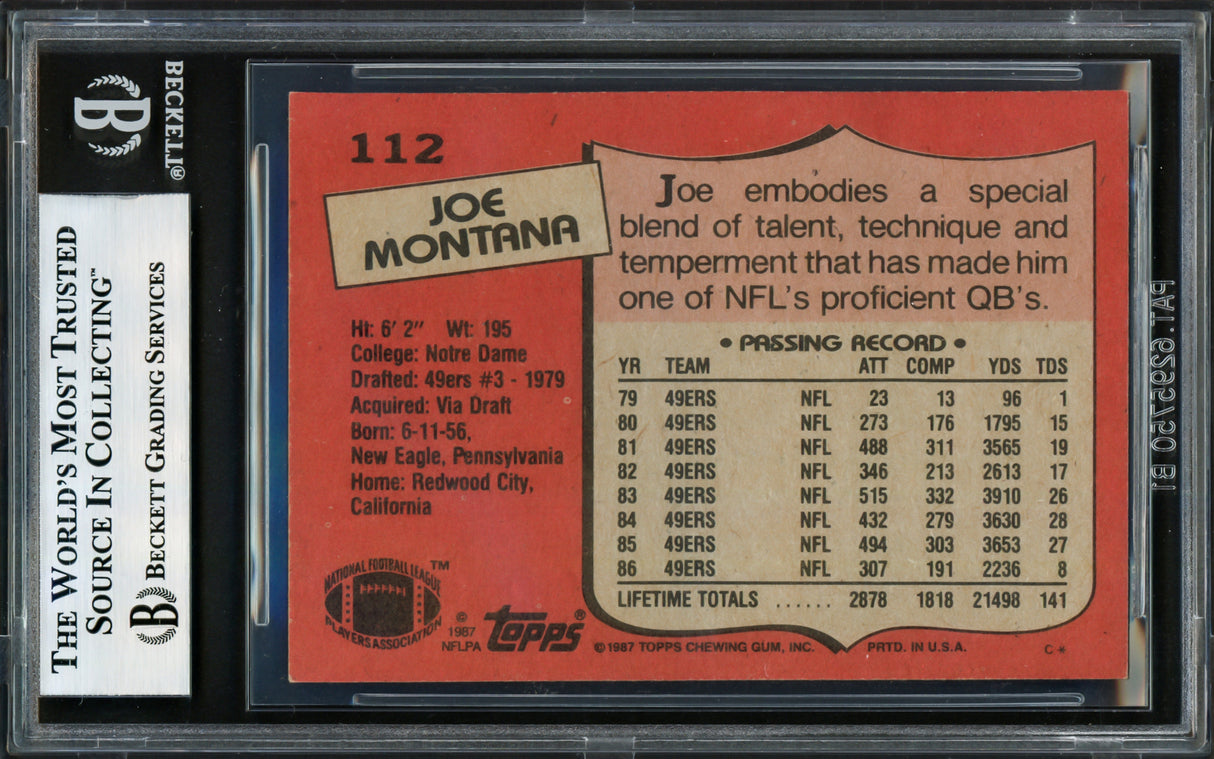 BECKETT®
THE WORLD'S MOST TRUSTED
SOURCE IN COLLECTING™
BECKETT GRADING SERVICES
112
JOE
MONTANA
Ht: 6' 2" Wt: 195
College: Notre Dame
Drafted: 49ers #3 - 1979
Acquired: Via Draft
Born: 6-11-56,
New Eagle, Pennsylvania
Home: Redwood City,
California
NATIONAL FOOTBALL LEAGUE ™
PLAYERS
PLAYERS ASSOCIATION
© 1987 NFLPA
topps®
Joe embodies a special
blend of talent, technique and
temperment that has made him
one of NFL's proficient QB's.
• PASSING RECORD •
YR TEAM ATT COMP YDS TDS
79 49ERS NFL 23 13 96 1
80 49ERS NFL 273 176 1795 15
81 49ERS NFL 488 311 3565 19
82 49ERS NFL 346 213 2613 17
83 49ERS NFL 515 332 3910 26
84 49ERS NFL 432 279 3630 28
85 49ERS NFL 494 303 3653 27
86 49ERS NFL 307 191 2236 8
LIFETIME TOTALS ...... 2878 1818 21498 141
© 1987 TOPPS CHEWING GUM, INC. PRTD. IN U.S.A. C*
PAT. 6295750 B1